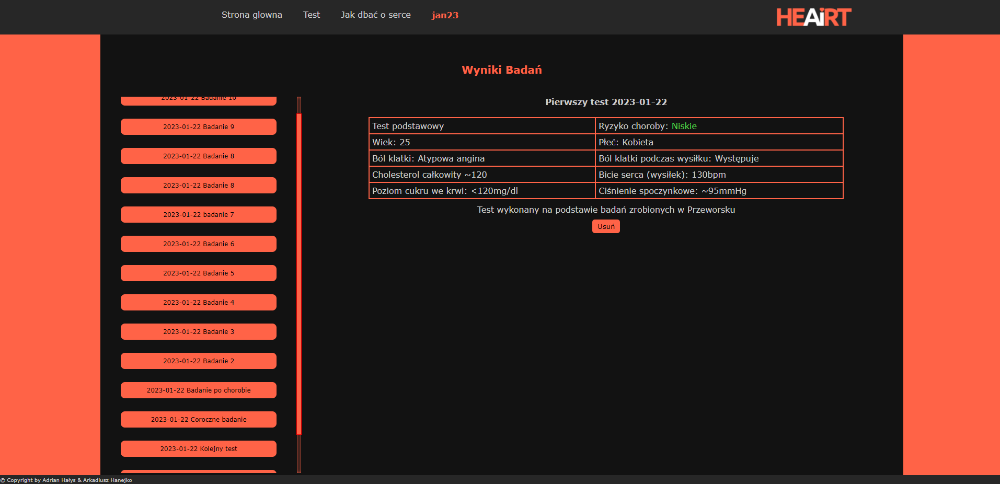 Strona glowna Test Jak dbać o serce jan23 HEAiRT
Wyniki Badań
2023-01-22 Badanie 10
2023-01-22 Badanie 9
2023-01-22 Badanie 8
2023-01-22 Badanie 8
2023-01-22 badanie 7
2023-01-22 Badanie 6
2023-01-22 Badanie 5
2023-01-22 Badanie 4
2023-01-22 Badanie 3
2023-01-22 Badanie 2
2023-01-22 Badanie po chorobie
2023-01-22 Coroczne badanie
2023-01-22 Kolejny test
Pierwszy test 2023-01-22
Test podstawowy Ryzyko choroby: Niskie
Wiek: 25 Płeć: Kobieta
Ból klatki: Atypowa angina Ból klatki podczas wysiłku: Występuje
Cholesterol całkowity ~120 Bicie serca (wysiłek): 130bpm
Poziom cukru we krwi: <120mg/dl Ciśnienie spoczynkowe: ~95mmHg
Test wykonany na podstawie badań zrobionych w Przeworsku
Usuń
© Copyright by Adrian Hałys & Arkadiusz Hanejko